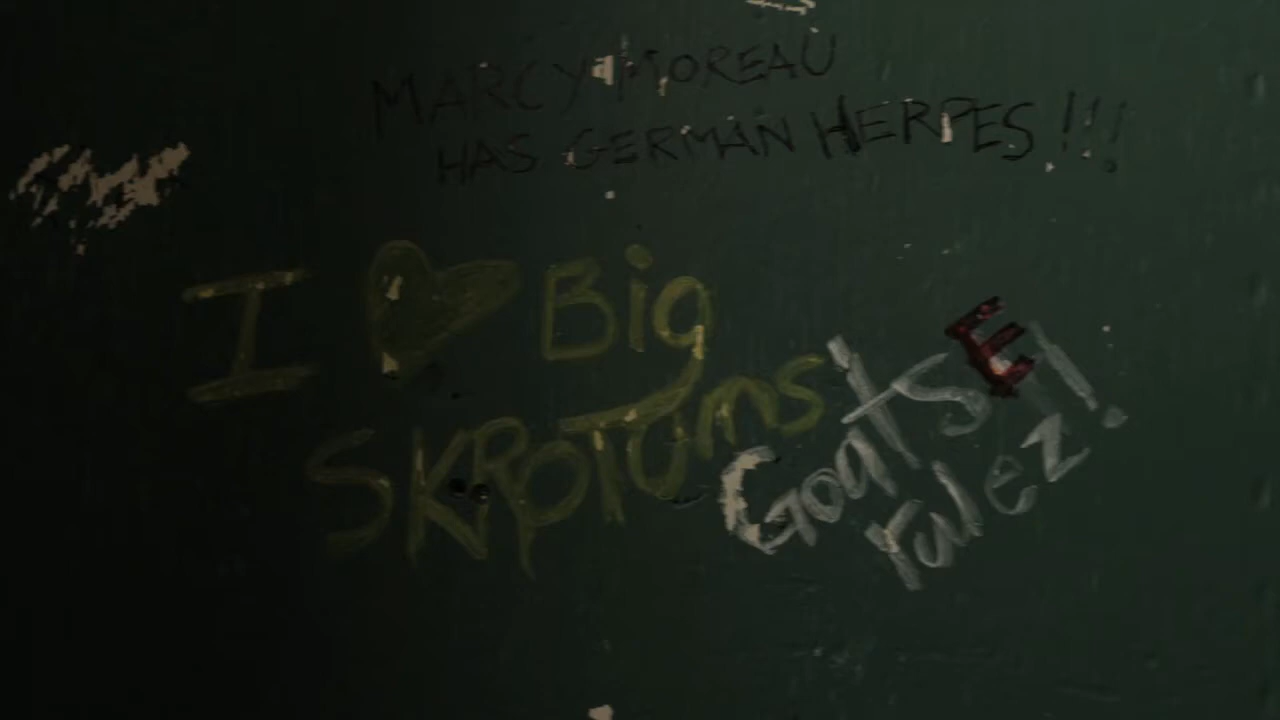 MARCY MOREAU
HAS GERMAN HERPES!!!
I Big
SKRoTums
Goats E !
rulez!